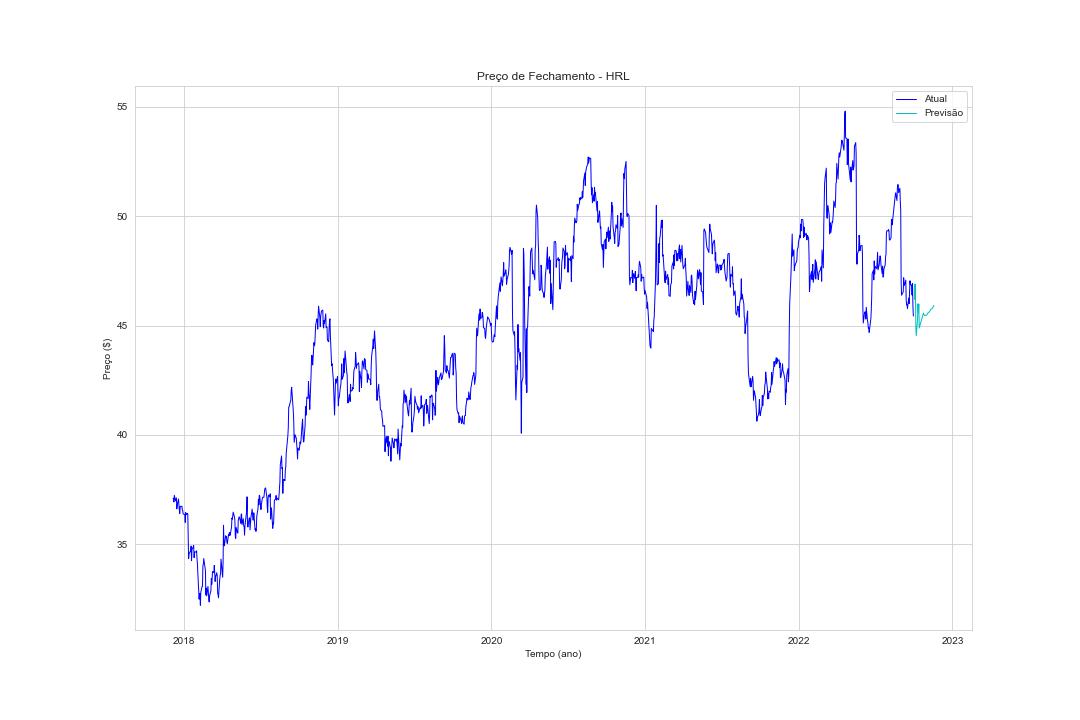 Preço de Fechamento - HRL
Atual
Previsão
55
50
45
40
35
Preço ($)
2018 2019 2020 2021 2022 2023
Tempo (ano)